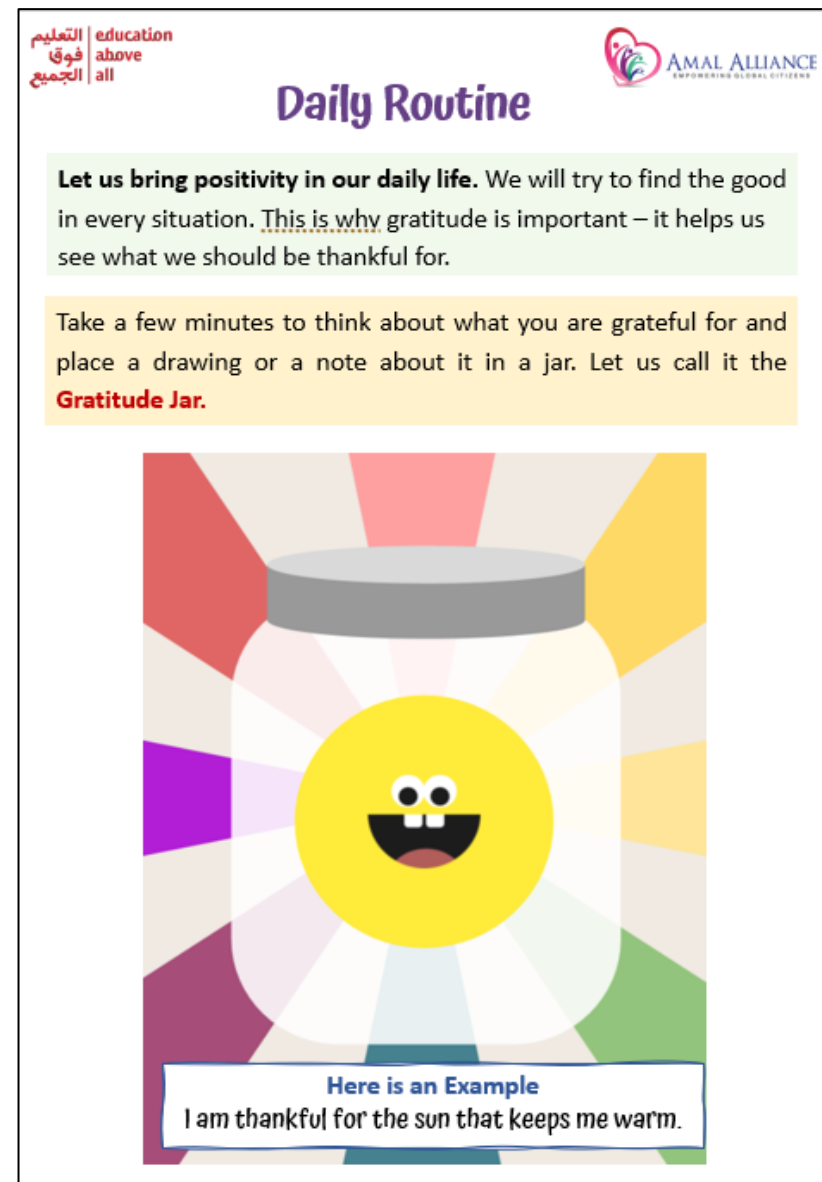 التعليم
فوق
الجميع
education
above
all
AMAL ALLIANCE
EMPOWERING GLOBAL CITIZENS
Daily Routine
Let us bring positivity in our daily life. We will try to find the good
in every situation. This is why gratitude is important – it helps us
see what we should be thankful for.
Take a few minutes to think about what you are grateful for and
place a drawing or a note about it in a jar. Let us call it the
Gratitude Jar.
Here is an Example
I am thankful for the sun that keeps me warm.